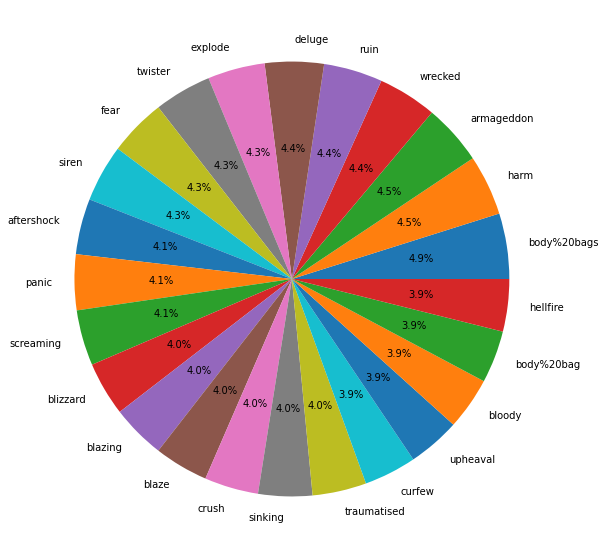 deluge
ruin
wrecked
armageddon
harm
body%20bags
hellfire
body%20bag
bloody
upheaval
curfew
traumatised
sinking
crush
blaze
blazing
blizzard
screaming
panic
aftershock
siren
fear
twister
explode
4.4%
4.4%
4.4%
4.5%
4.5%
4.9%
3.9%
3.9%
3.9%
3.9%
3.9%
4.0%
4.0%
4.0%
4.0%
4.0%
4.0%
4.1%
4.1%
4.1%
4.3%
4.3%
4.3%
4.3%